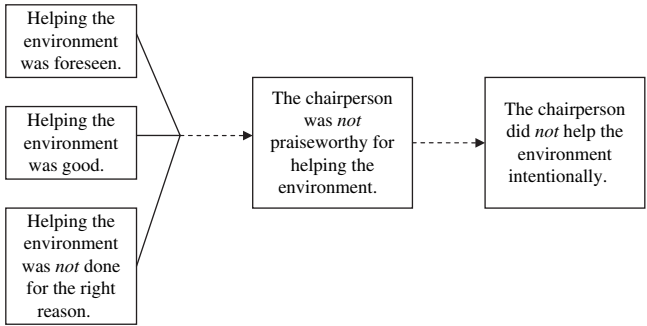 Helping the
environment
was foreseen.
Helping the
environment
was good.
Helping the
environment
was not done
for the right
reason.
The chairperson
was not
praiseworthy for
helping the
environment.
The chairperson
did not help the
environment
intentionally.